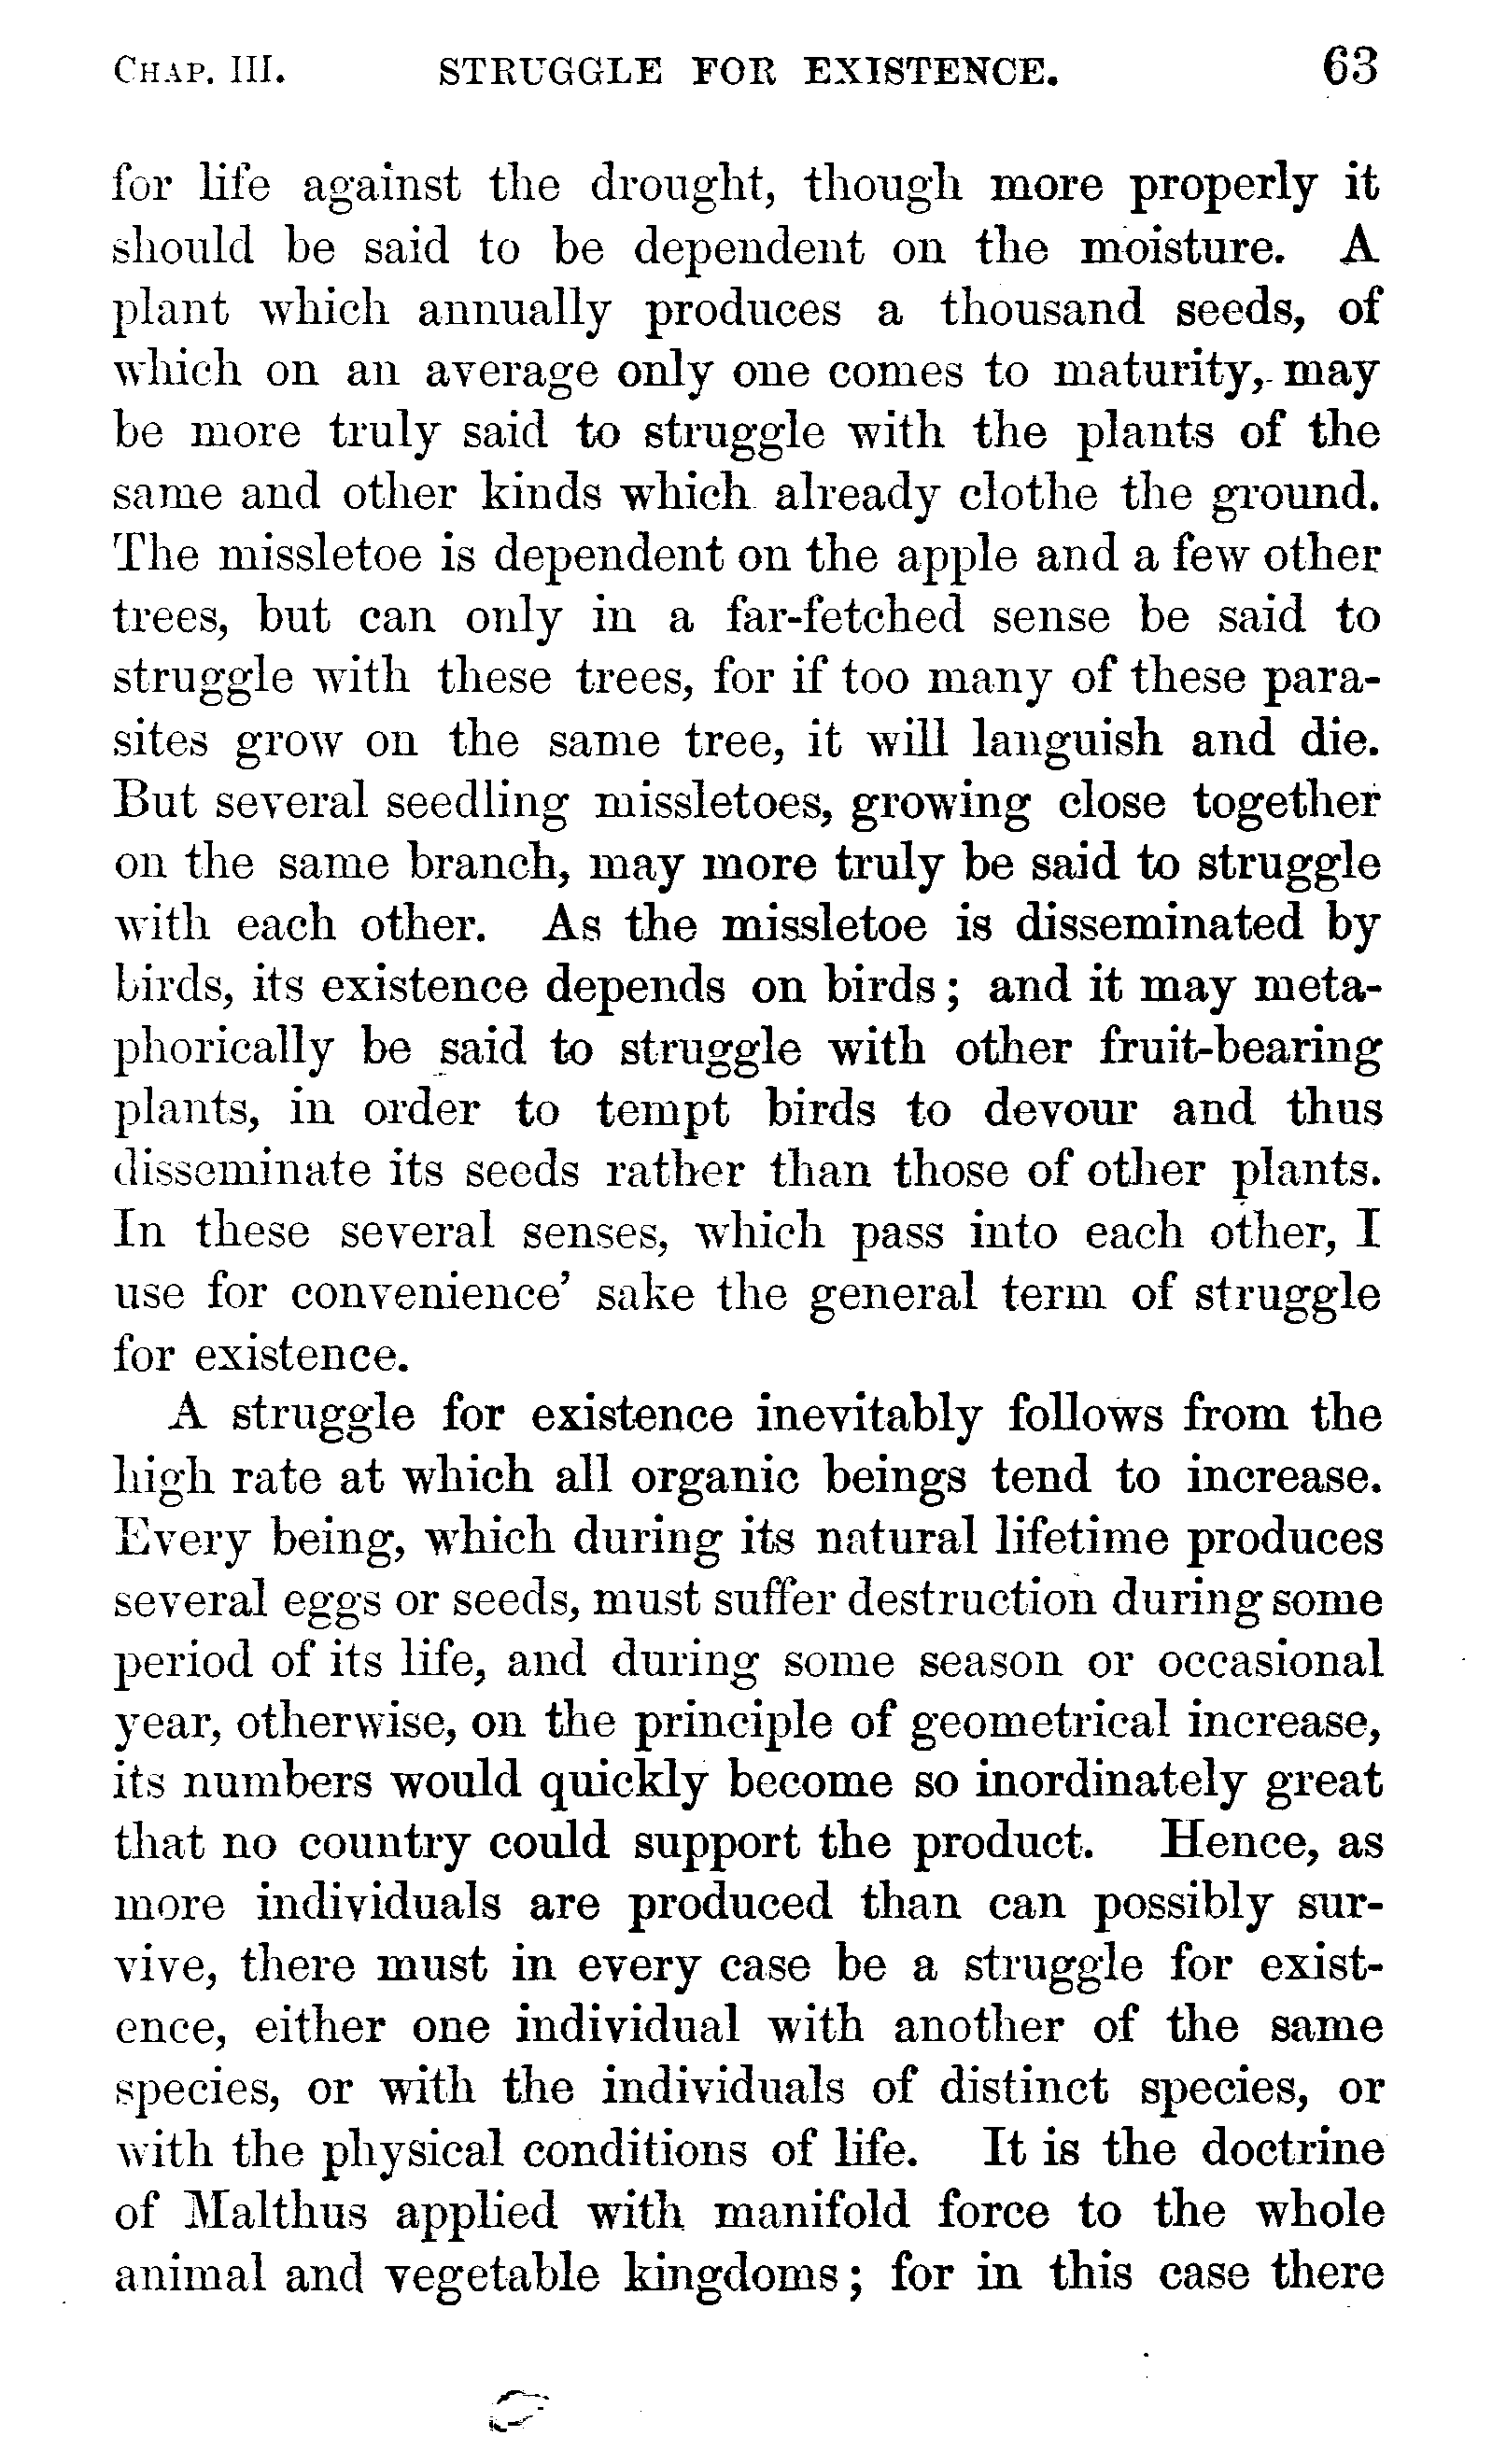 CHAP. III. STRUGGLE FOR EXISTENCE. 63
for life against the drought, though more properly it
should be said to be dependent on the moisture. A
plant which annually produces a thousand seeds, of
which on an average only one comes to maturity, may
be more truly said to struggle with the plants of the
same and other kinds which already clothe the ground.
The missletoe is dependent on the apple and a few other
trees, but can only in a far-fetched sense be said to
struggle with these trees, for if too many of these para-
sites grow on the same tree, it will languish and die.
But several seedling missletoes, growing close together
on the same branch, may more truly be said to struggle
with each other. As the missletoe is disseminated by
birds, its existence depends on birds; and it may meta-
phorically be said to struggle with other fruit-bearing
plants, in order to tempt birds to devour and thus
disseminate its seeds rather than those of other plants.
In these several senses, which pass into each other, I
use for convenience' sake the general term of struggle
for existence.
A struggle for existence inevitably follows from the
high rate at which all organic beings tend to increase.
Every being, which during its natural lifetime produces
several eggs or seeds, must suffer destruction during some
period of its life, and during some season or occasional
year, otherwise, on the principle of geometrical increase,
its numbers would quickly become so inordinately great
that no country could support the product. Hence, as
more individuals are produced than can possibly sur-
vive, there must in every case be a struggle for exist-
ence, either one individual with another of the same
species, or with the individuals of distinct species, or
with the physical conditions of life. It is the doctrine
of Malthus applied with manifold force to the whole
animal and vegetable kingdoms; for in this case there